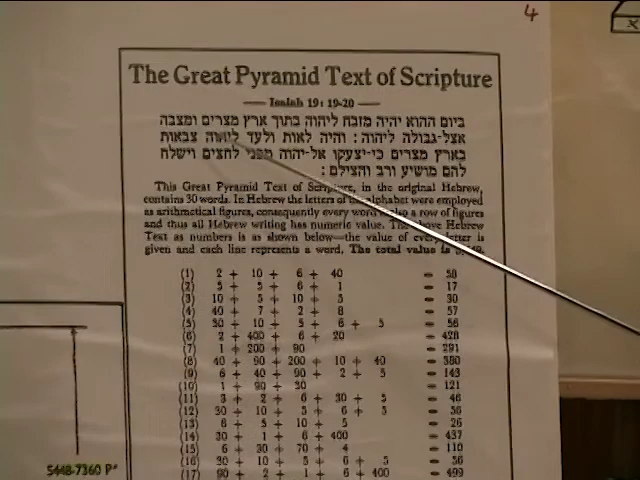 4
The Great Pyramid Text of Scripture
— Isaiah 19: 19-20 —
ביום ההוא יהיה מזבח ליהוה בתוך ארץ מצרים ומצבה
אצל-גבולה ליהוה : והיה לאות ולעד ליהוה צבאות
בארץ מצרים כי-יצעקו אל-יהוה מפני לחצים וישלח
להם מושיע ורב והצילם :
This Great Pyramid Text of Scripture, in the original Hebrew,
contains 30 words. In Hebrew the letters of the alphabet were employed
as arithmetical figures, consequently every word is also a row of figures
and thus all Hebrew writing has numeric value. The above Hebrew
Text as numbers is as shown below—the value of every letter is
given and each line represents a word. The total value is 5,449.
(1) 2 + 10 + 6 + 40 = 58
(2) 5 + 5 + 6 + 1 = 17
(3) 10 + 5 + 10 + 5 = 30
(4) 40 + 7 + 2 + 8 = 57
(5) 30 + 10 + 5 + 6 + 5 = 56
(6) 2 + 400 + 6 + 20 = 428
(7) 1 + 200 + 90 = 291
(8) 40 + 90 + 200 + 10 + 40 = 380
(9) 6 + 40 + 90 + 2 + 5 = 143
(10) 1 + 90 + 30 = 121
(11) 3 + 2 + 6 + 30 + 5 = 46
(12) 30 + 10 + 5 + 6 + 5 = 56
(13) 6 + 5 + 10 + 5 = 26
(14) 30 + 1 + 6 + 400 = 437
(15) 6 + 30 + 70 + 4 = 110
(16) 30 + 10 + 5 + 6 + 5 = 56
(17) 90 + 2 + 1 + 6 + 400 = 499
5448-7360 P"